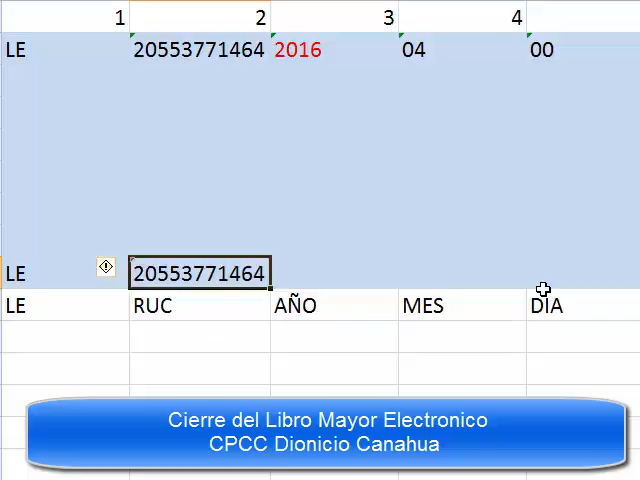 1 2 3 4
LE 20553771464 2016 04 00
LE 20553771464
LE RUC AÑO MES DIA
Cierre del Libro Mayor Electronico
CPCC Dionicio Canahua